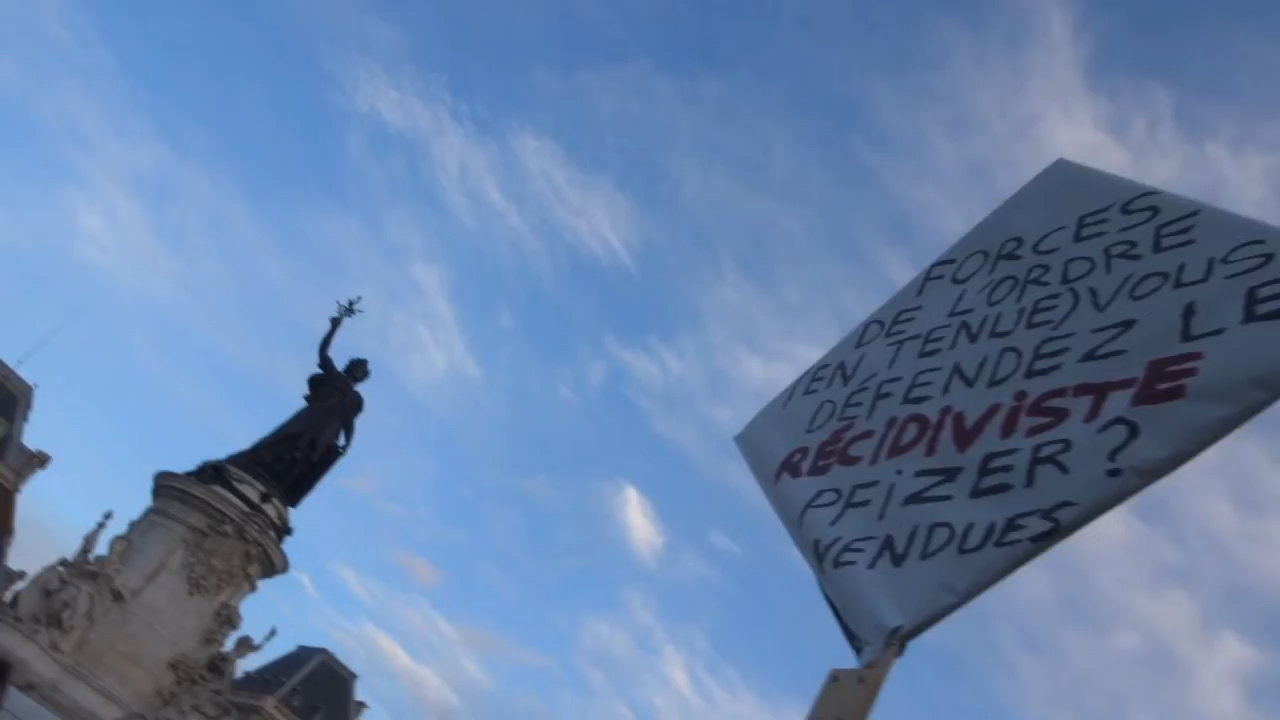 FORCES
DE L'ORDRE
(EN TENUE) VOUS
DÉFENDEZ LE
RÉCIDIViSTE
PFiZER ?
VENDUES